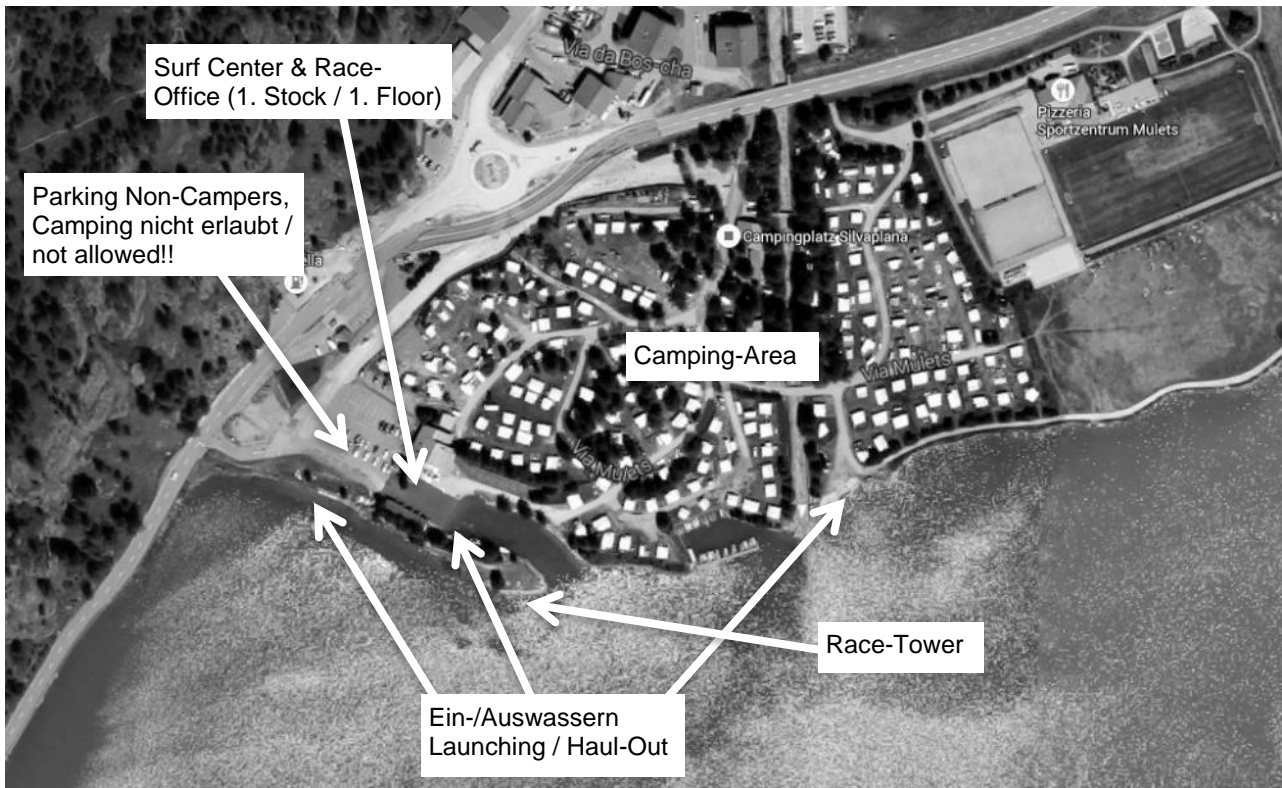 Via da Bos-cha
Surf Center & Race-
Office (1. Stock / 1. Floor)
Pizzeria
Sportzentrum Mulets
Parking Non-Campers,
Camping nicht erlaubt /
not allowed!!
Campingplatz Silvaplana
Camping-Area
Via Mulets
Via Mulets
Race-Tower
Ein-/Auswassern
Launching / Haul-Out